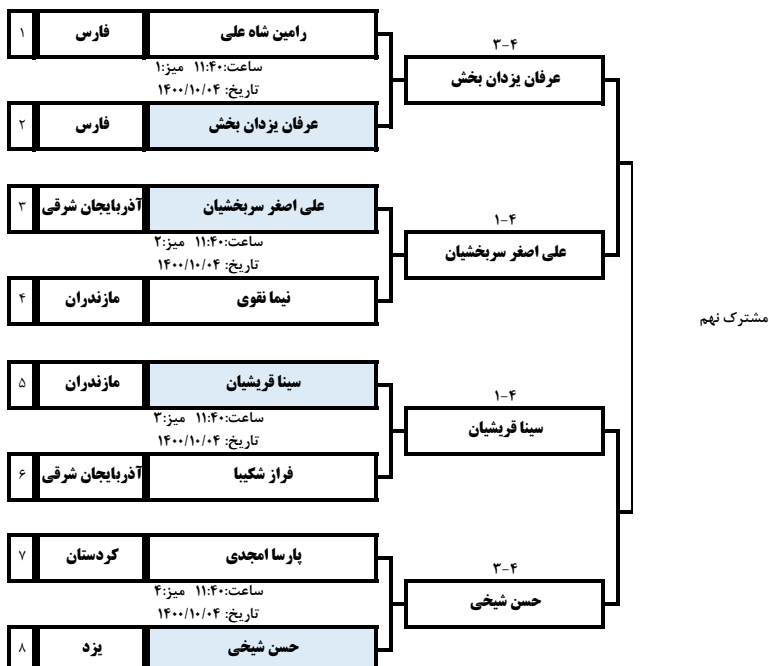 ۱ فارس رامین شاه علی
ساعت:۱۱:۴۰ میز:۱
تاریخ: ۱۴۰۰/۱۰/۰۴
۲ فارس عرفان یزدان بخش
۳-۴
عرفان یزدان بخش
۳ آذربایجان شرقی علی اصغر سربخشیان
ساعت:۱۱:۴۰ میز:۲
تاریخ: ۱۴۰۰/۱۰/۰۴
۴ مازندران نیما نقوی
۱-۴
علی اصغر سربخشیان
مشترک نهم
۵ مازندران سینا قریشیان
ساعت:۱۱:۴۰ میز:۳
تاریخ: ۱۴۰۰/۱۰/۰۴
۶ آذربایجان شرقی فراز شکیبا
۱-۴
سینا قریشیان
۷ کردستان پارسا امجدی
ساعت:۱۱:۴۰ میز:۴
تاریخ: ۱۴۰۰/۱۰/۰۴
۸ یزد حسن شیخی
۳-۴
حسن شیخی